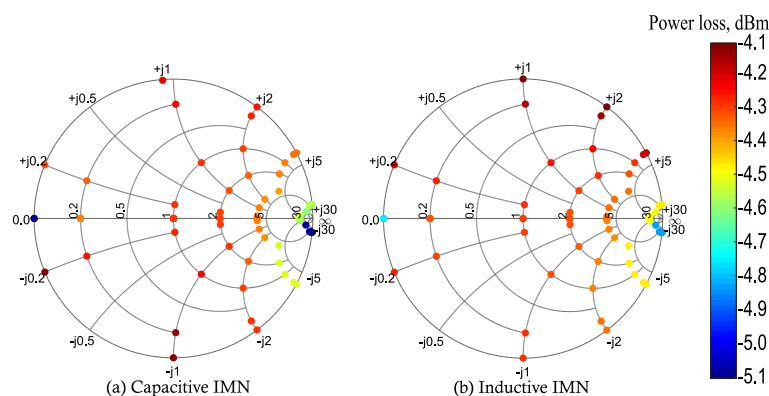 Power loss, dBm
+j1
+j0.5
+j2
+j0.2
+j5
0.0
0.2
0.5
1
2
5
30
+j30
∞
-j30
-j0.2
-j5
-j0.5
-j2
-j1
(a) Capacitive IMN
+j1
+j0.5
+j2
+j0.2
+j5
0.0
0.2
0.5
1
2
5
30
+j30
∞
-j30
-j0.2
-j5
-j0.5
-j2
-j1
(b) Inductive IMN
-4.1
-4.2
-4.3
-4.4
-4.5
-4.6
-4.7
-4.8
-4.9
-5.0
-5.1